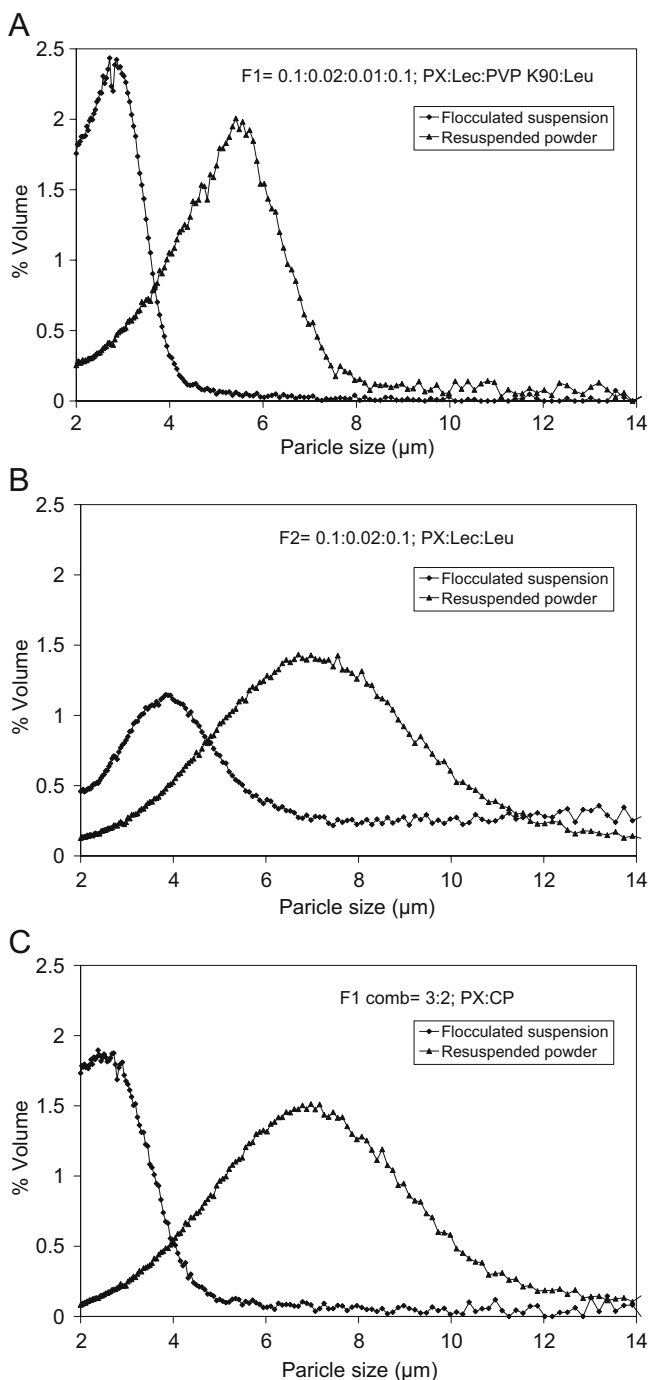 A
2.5
F1= 0.1:0.02:0.01:0.1; PX:Lec:PVP K90:Leu
Flocculated suspension
Resuspended powder
2
1.5
1
0.5
0
% Volume
2 4 6 8 10 12 14
Paricle size (µm)
B
2.5
F2= 0.1:0.02:0.1; PX:Lec:Leu
Flocculated suspension
Resuspended powder
2
1.5
1
0.5
0
% Volume
2 4 6 8 10 12 14
Paricle size (µm)
C
2.5
F1 comb= 3:2; PX:CP
Flocculated suspension
Resuspended powder
2
1.5
1
0.5
0
% Volume
2 4 6 8 10 12 14
Paricle size (µm)